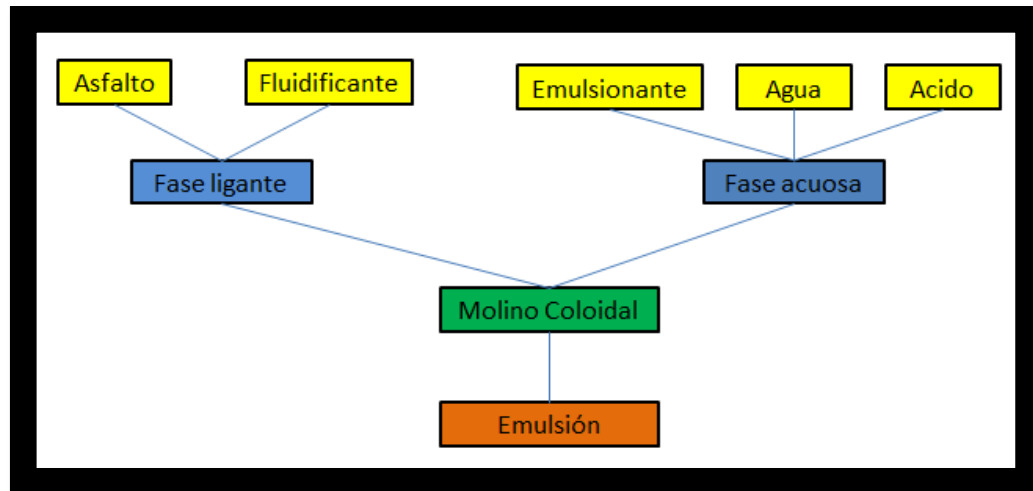 Asfalto
Fluidificante
Emulsionante
Agua
Acido
Fase ligante
Fase acuosa
Molino Coloidal
Emulsión